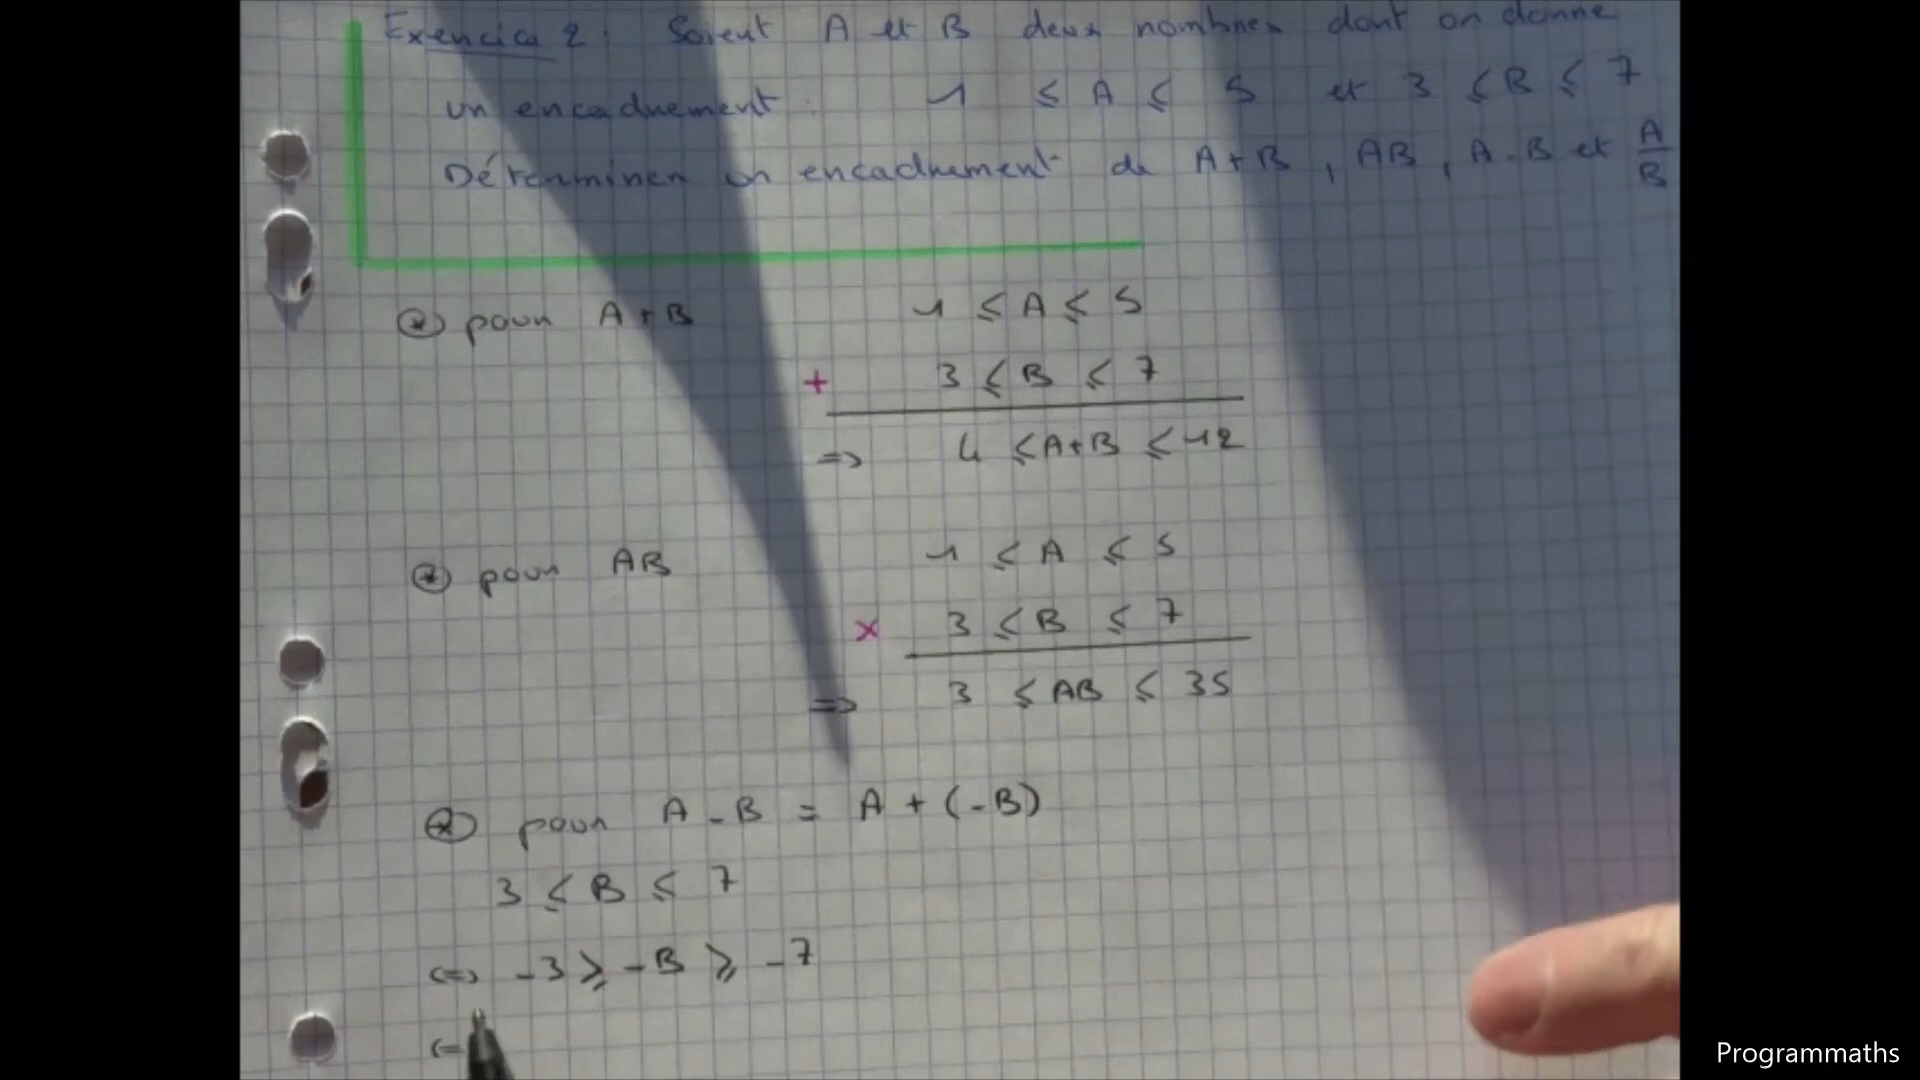 Exercice 2 : Soient A et B deux nombres dont on donne
un encadrement : 1 ⩽ A ⩽ 5 et 3 ⩽ B ⩽ 7
Déterminer un encadrement de A+B , AB , A-B et A/B
⊛ pour A+B
1 ⩽ A ⩽ 5
+ 3 ⩽ B ⩽ 7
=> 4 ⩽ A+B ⩽ 12
⊛ pour AB
1 ⩽ A ⩽ 5
× 3 ⩽ B ⩽ 7
=> 3 ⩽ AB ⩽ 35
⊛ pour A - B = A + (-B)
3 ⩽ B ⩽ 7
<=> -3 ⩾ -B ⩾ -7
<=
Programmaths